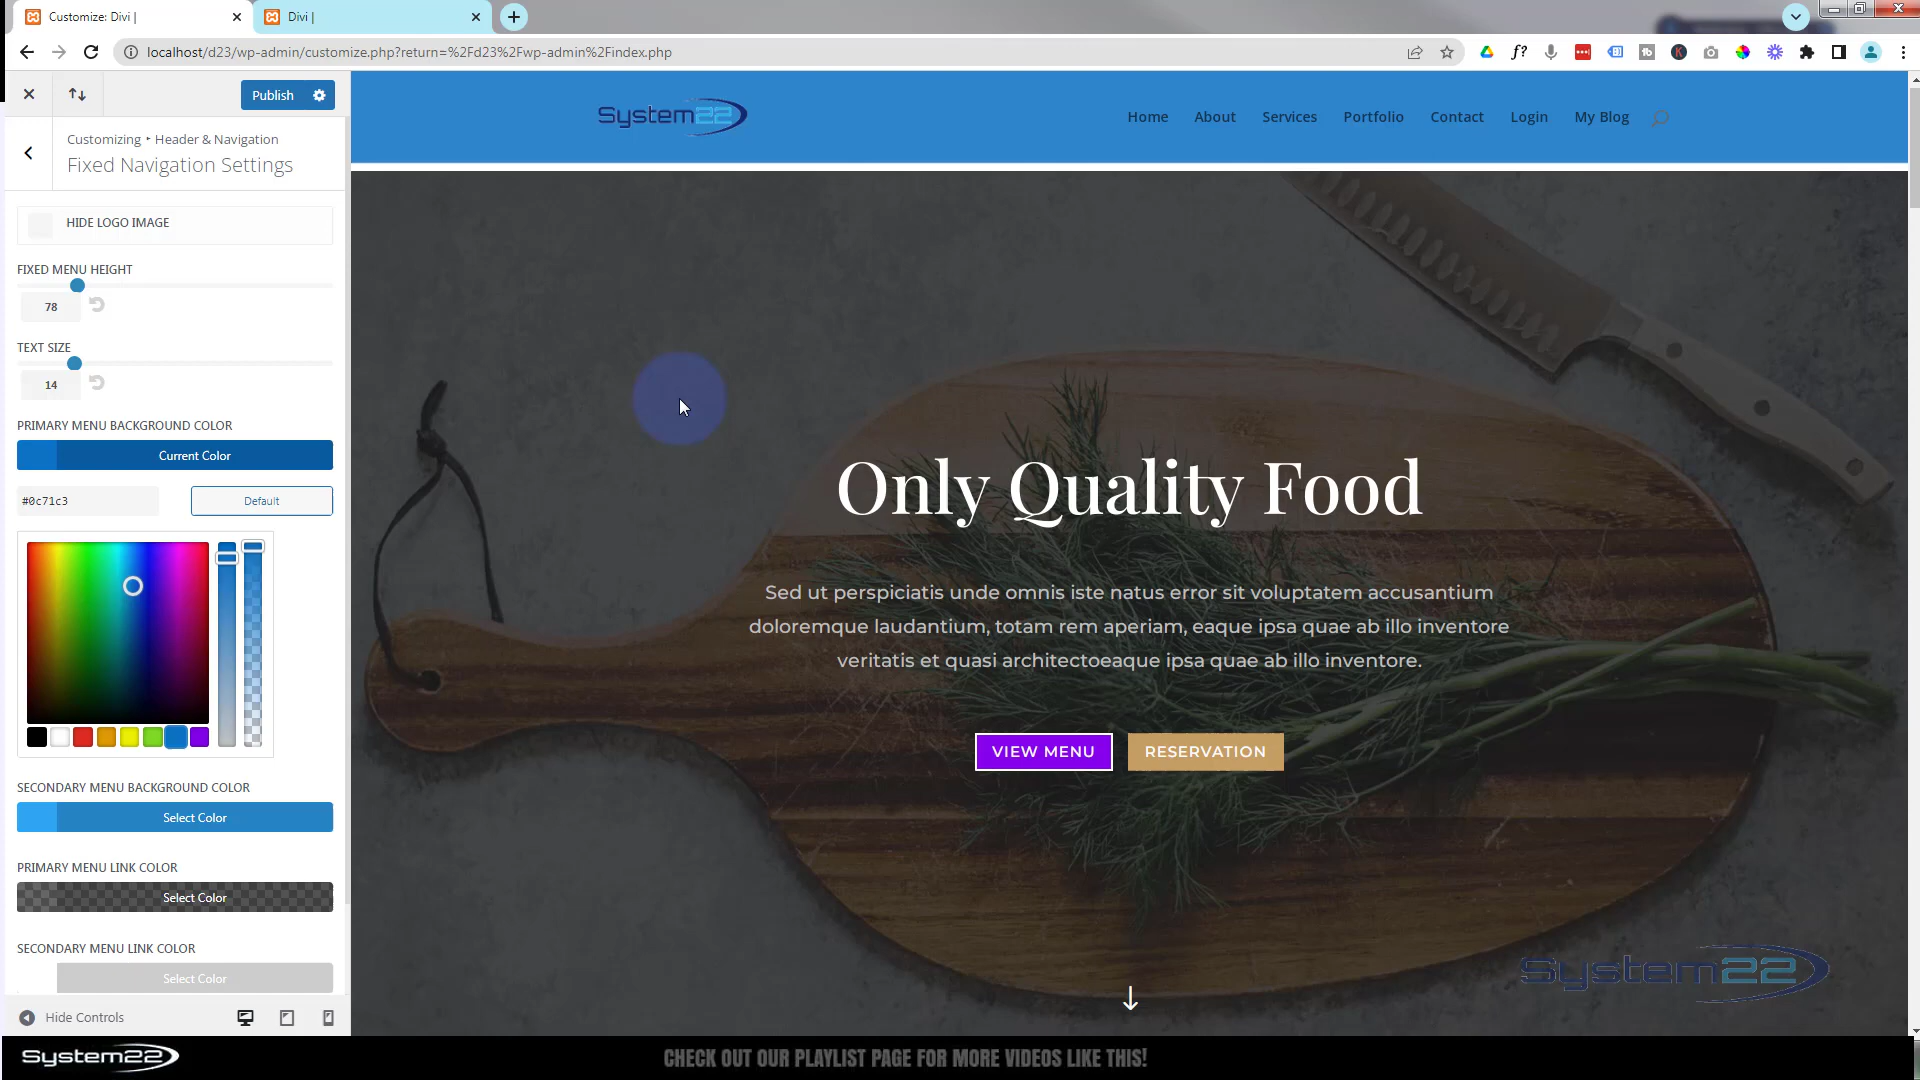 Customize: Divi |
Divi |
localhost/d23/wp-admin/customize.php?return=%2Fd23%2Fwp-admin%2Findex.php
Publish
Customizing ▸ Header & Navigation
Fixed Navigation Settings
HIDE LOGO IMAGE
FIXED MENU HEIGHT
78
TEXT SIZE
14
PRIMARY MENU BACKGROUND COLOR
Current Color
#0c71c3
Default
SECONDARY MENU BACKGROUND COLOR
Select Color
PRIMARY MENU LINK COLOR
Select Color
SECONDARY MENU LINK COLOR
Select Color
Hide Controls
System22
Home
About
Services
Portfolio
Contact
Login
My Blog
Only Quality Food
Sed ut perspiciatis unde omnis iste natus error sit voluptatem accusantium
doloremque laudantium, totam rem aperiam, eaque ipsa quae ab illo inventore
veritatis et quasi architectoeaque ipsa quae ab illo inventore.
VIEW MENU
RESERVATION
System22
System22
CHECK OUT OUR PLAYLIST PAGE FOR MORE VIDEOS LIKE THIS!